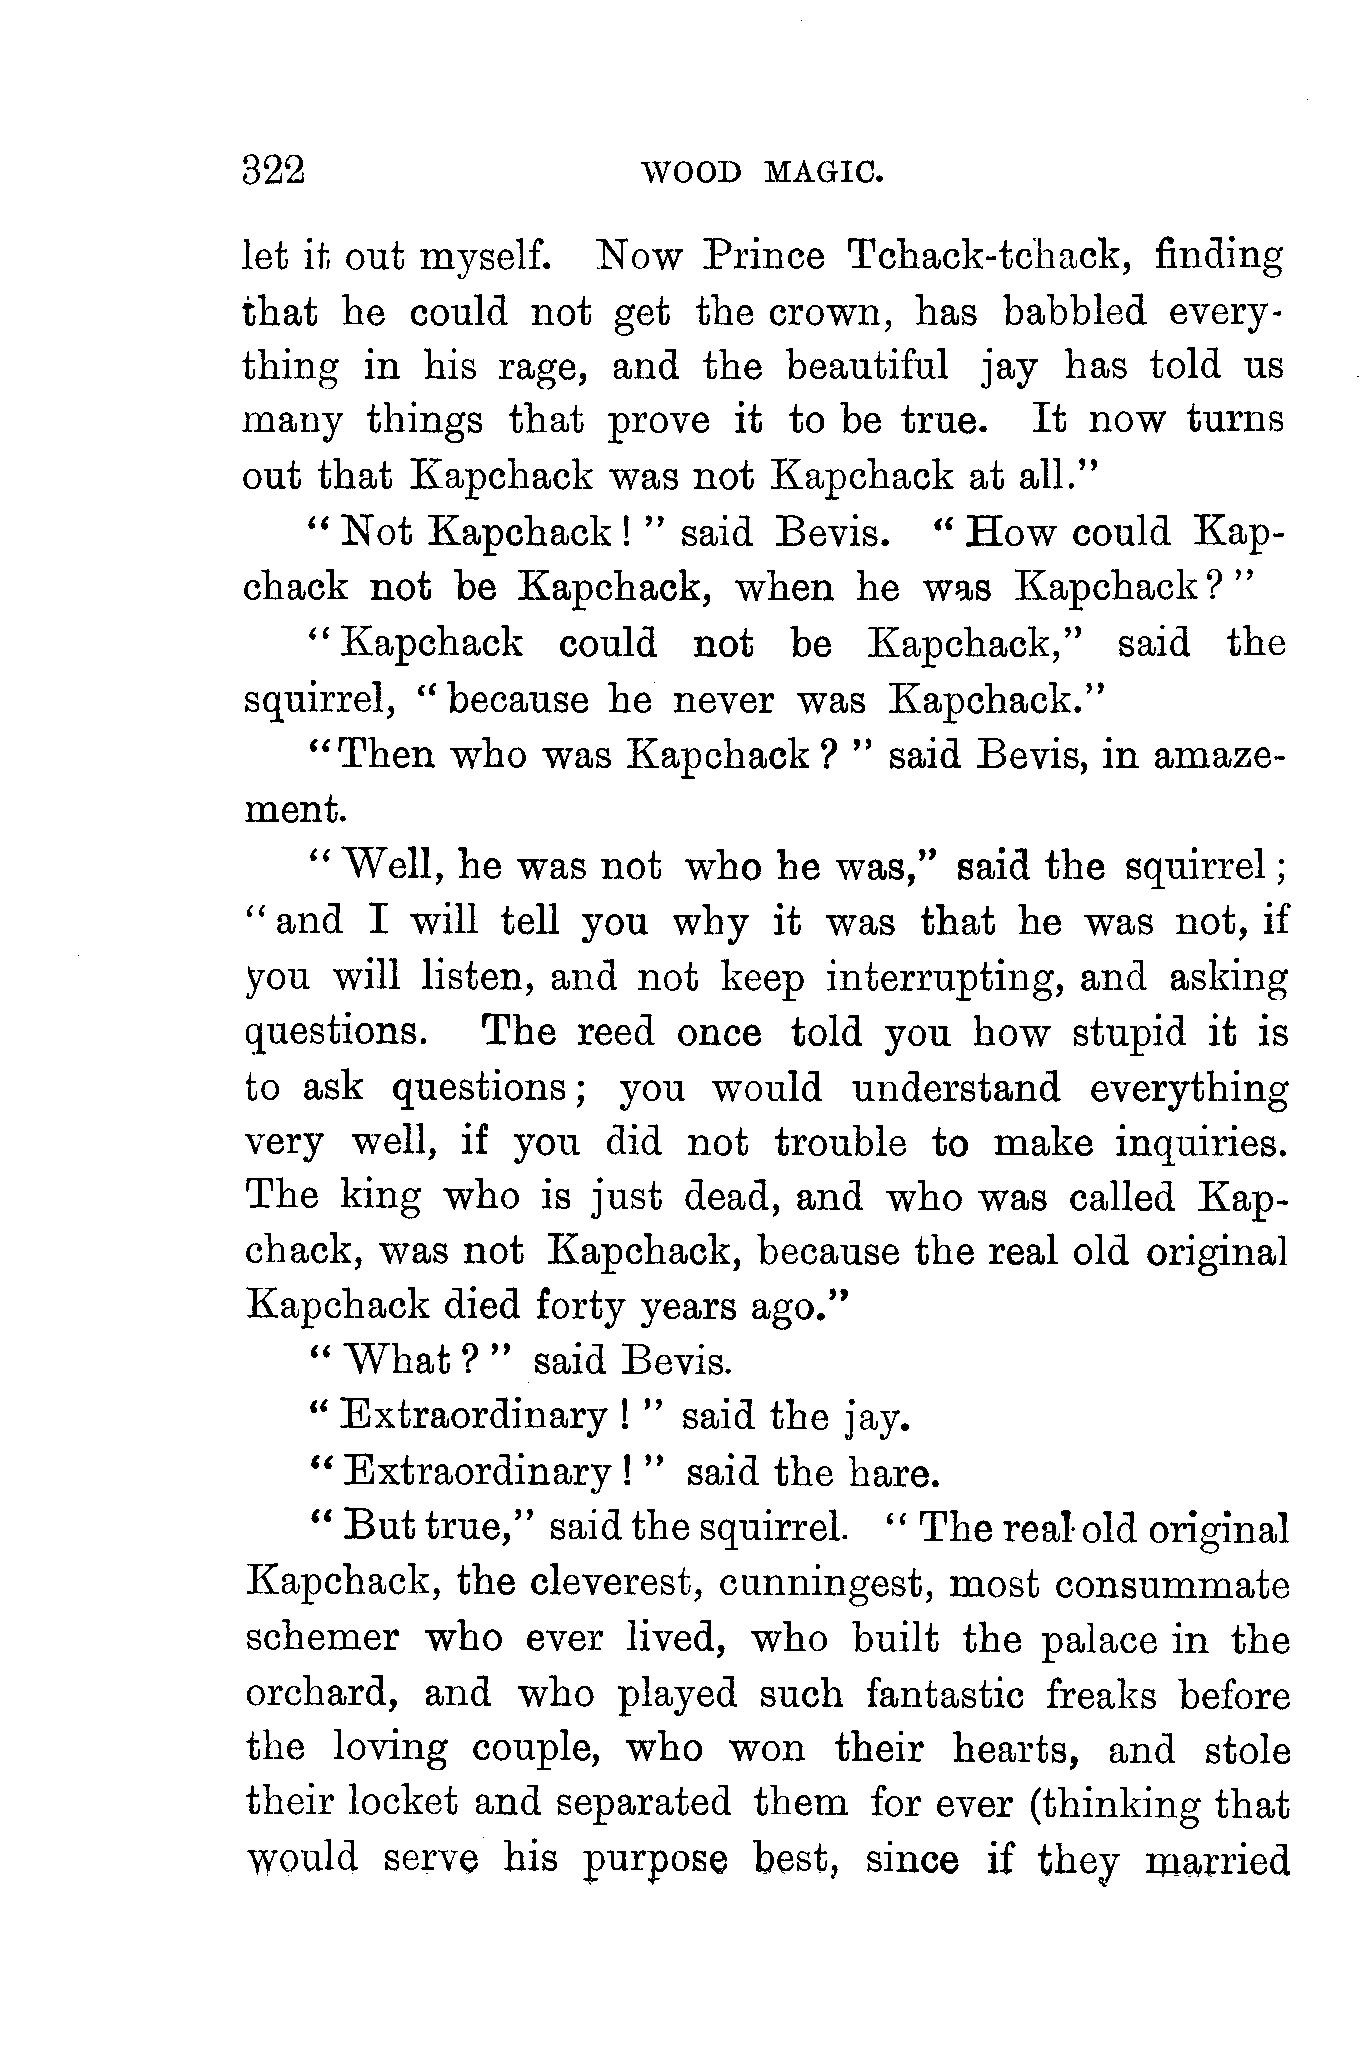 322 WOOD MAGIC.
let it out myself. Now Prince Tchack-tchack, finding
that he could not get the crown, has babbled every-
thing in his rage, and the beautiful jay has told us
many things that prove it to be true. It now turns
out that Kapchack was not Kapchack at all."
"Not Kapchack!" said Bevis. "How could Kap-
chack not be Kapchack, when he was Kapchack?"
"Kapchack could not be Kapchack," said the
squirrel, "because he never was Kapchack."
"Then who was Kapchack?" said Bevis, in amaze-
ment.
"Well, he was not who he was," said the squirrel;
"and I will tell you why it was that he was not, if
you will listen, and not keep interrupting, and asking
questions. The reed once told you how stupid it is
to ask questions; you would understand everything
very well, if you did not trouble to make inquiries.
The king who is just dead, and who was called Kap-
chack, was not Kapchack, because the real old original
Kapchack died forty years ago."
"What?" said Bevis.
"Extraordinary!" said the jay.
"Extraordinary!" said the hare.
"But true," said the squirrel. "The real old original
Kapchack, the cleverest, cunningest, most consummate
schemer who ever lived, who built the palace in the
orchard, and who played such fantastic freaks before
the loving couple, who won their hearts, and stole
their locket and separated them for ever (thinking that
would serve his purpose best, since if they married